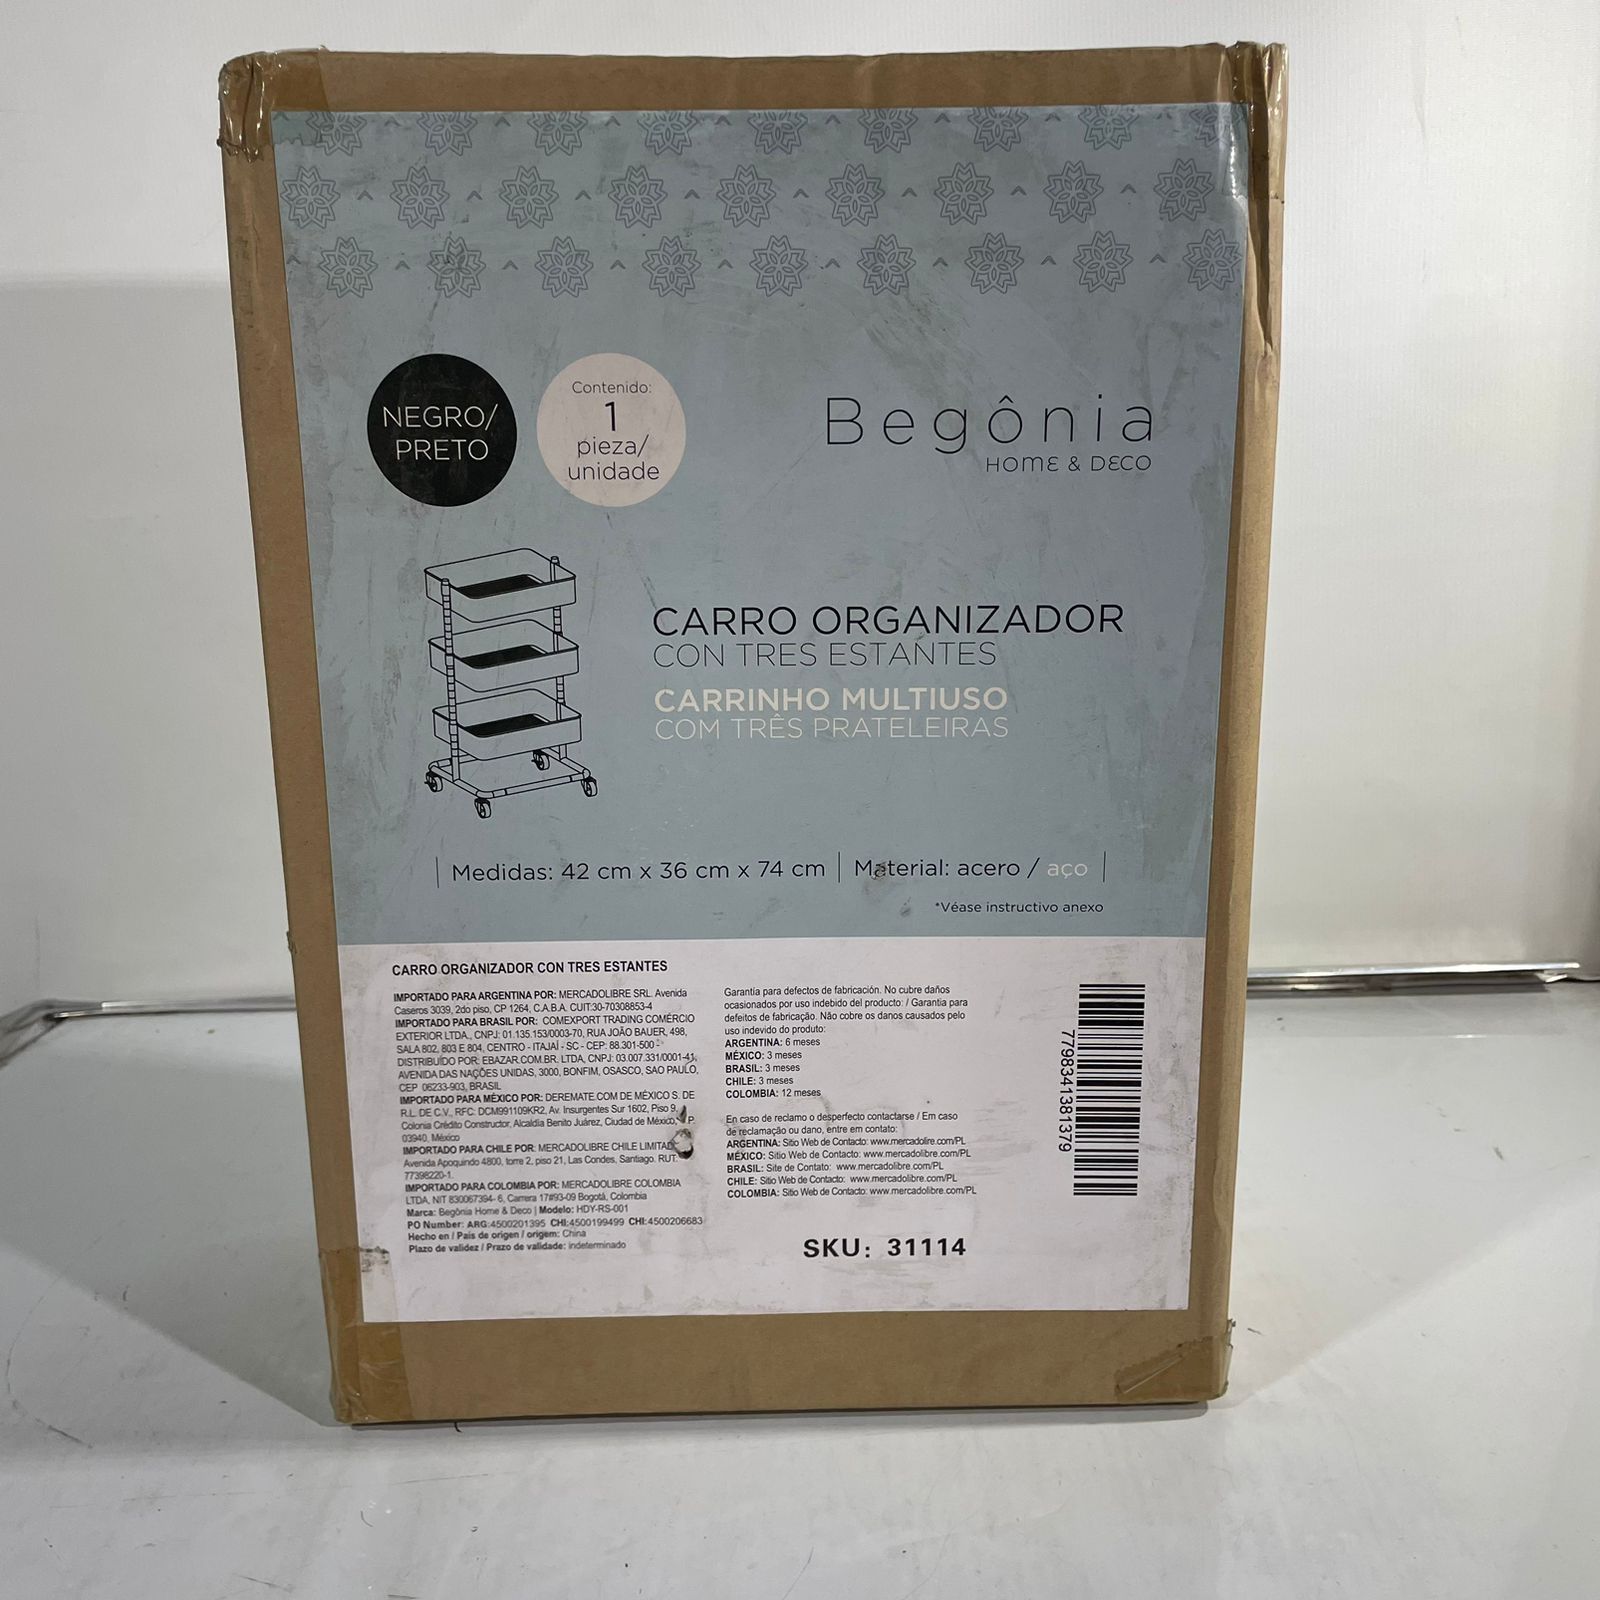 NEGRO/
PRETO
Contenido:
1
pieza/
unidade
Begônia
HOME & DECO
CARRO ORGANIZADOR
CON TRES ESTANTES
CARRINHO MULTIUSO
COM TRÊS PRATELEIRAS
Medidas: 42 cm x 36 cm x 74 cm | Material: acero / aço
*Véase instructivo anexo
CARRO ORGANIZADOR CON TRES ESTANTES
IMPORTADO PARA ARGENTINA POR: MERCADOLIBRE SRL. Avenida
Caseros 3039, 2do piso, CP 1264, C.A.B.A. CUIT:30-70308853-4
IMPORTADO PARA BRASIL POR: COMEXPORT TRADING COMÉRCIO
EXTERIOR LTDA., CNPJ: 01.135.153/0003-70, RUA JOÃO BAUER, 498,
SALA 802, 803 E 804, CENTRO - ITAJAÍ - SC - CEP: 88.301-500 -
DISTRIBUÍDO POR: EBAZAR.COM.BR. LTDA, CNPJ: 03.007.331/0001-41,
AVENIDA DAS NAÇÕES UNIDAS, 3000, BONFIM, OSASCO, SAO PAULO,
CEP 06233-903, BRASIL
IMPORTADO PARA MÉXICO POR: DEREMATE.COM DE MÉXICO S. DE
R.L. DE C.V., RFC: DCM991109KR2, Av. Insurgentes Sur 1602, Piso 9,
Colonia Crédito Constructor, Alcaldía Benito Juárez, Ciudad de México, P.
03940, México
IMPORTADO PARA CHILE POR: MERCADOLIBRE CHILE LIMITAD
Avenida Apoquindo 4800, torre 2, piso 21, Las Condes, Santiago. RUT:
77398220-1.
IMPORTADO PARA COLOMBIA POR: MERCADOLIBRE COLOMBIA
LTDA, NIT 830067394- 6, Carrera 17#93-09 Bogotá, Colombia
Marca: Begônia Home & Deco | Modelo: HDY-RS-001
PO Number: ARG:4500201395 CHI:4500199499 CHI:4500206683
Hecho en / País de origen / origem: China
Plazo de validez / Prazo de validade: indeterminado
Garantía para defectos de fabricación. No cubre daños
ocasionados por uso indebido del producto: / Garantia para
defeitos de fabricação. Não cobre os danos causados pelo
uso indevido do produto:
ARGENTINA: 6 meses
MÉXICO: 3 meses
BRASIL: 3 meses
CHILE: 3 meses
COLOMBIA: 12 meses
En caso de reclamo o desperfecto contactarse / Em caso
de reclamação ou dano, entre em contato:
ARGENTINA: Sitio Web de Contacto: www.mercadolire.com/PL
MÉXICO: Sitio Web de Contacto: www.mercadolibre.com/PL
BRASIL: Site de Contato: www.mercadolivre.com/PL
CHILE: Sitio Web de Contacto: www.mercadolibre.com/PL
COLOMBIA: Sitio Web de Contacto: www.mercadolibre.com/PL
SKU: 31114
7798341381379